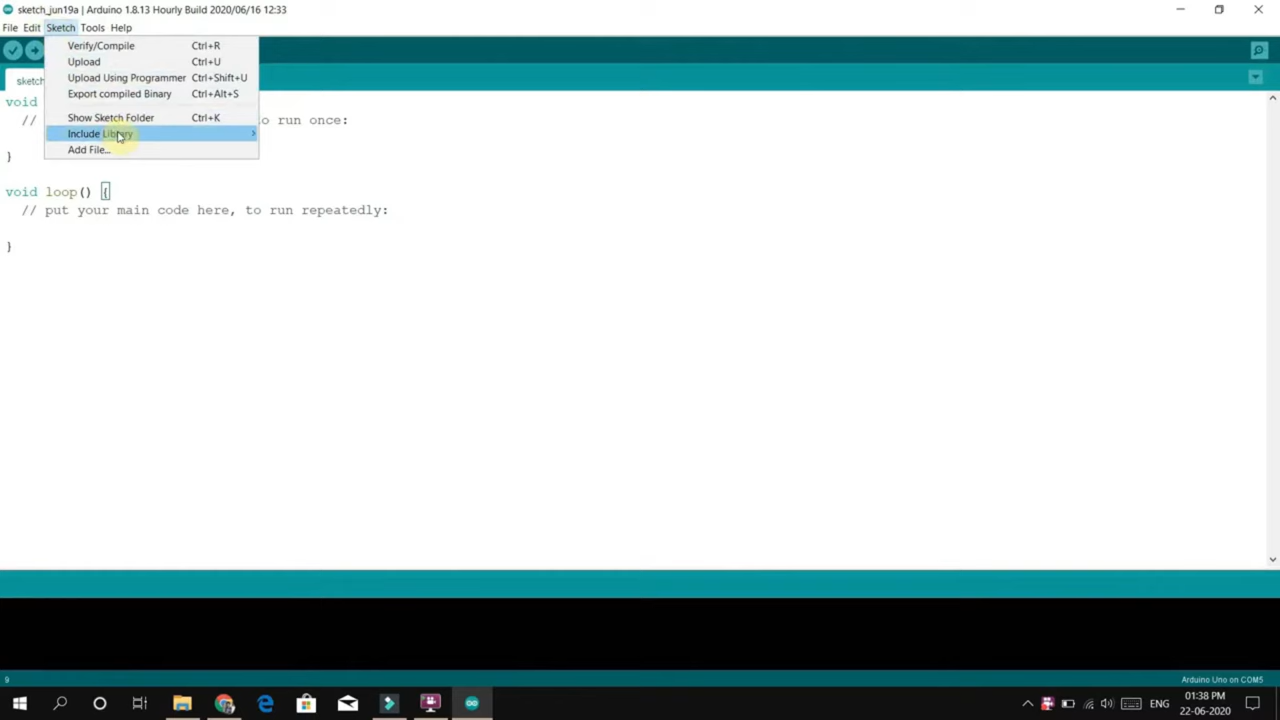 sketch_jun19a | Arduino 1.8.13 Hourly Build 2020/06/16 12:33
File Edit Sketch Tools Help
Verify/Compile Ctrl+R
Upload Ctrl+U
Upload Using Programmer Ctrl+Shift+U
Export compiled Binary Ctrl+Alt+S
Show Sketch Folder Ctrl+K
Include Library
Add File...
sketch
void
// o run once:
}
void loop() {
// put your main code here, to run repeatedly:
}
9
Arduino Uno on COM5
ENG
01:38 PM
22-06-2020